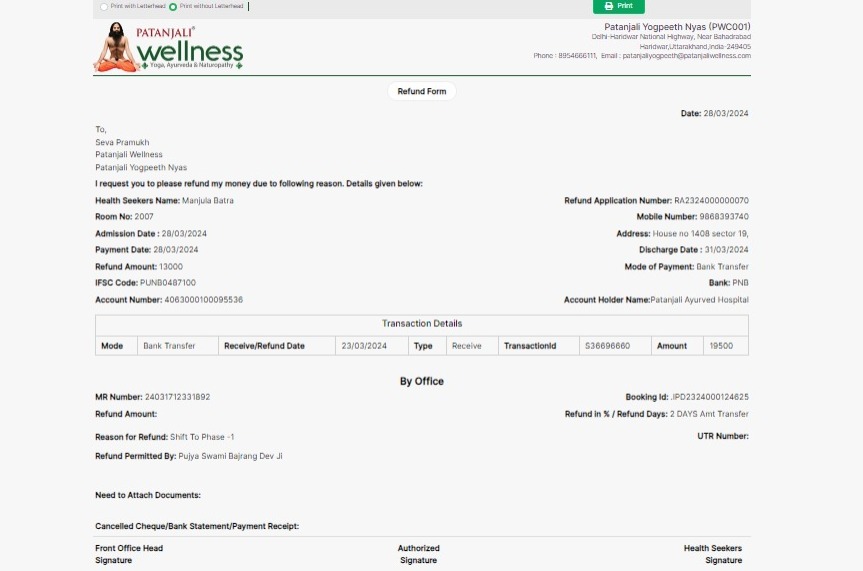 Print with Letterhead Print without Letterhead
Print
PATANJALI®
wellness
Yoga, Ayurveda & Naturopathy
Patanjali Yogpeeth Nyas (PWC001)
Delhi-Haridwar National Highway, Near Bahadrabad
Haridwar,Uttarakhand,India-249405
Phone : 8954666111, Email : patanjaliyogpeeth@patanjaliwellness.com
Refund Form
Date: 28/03/2024
To,
Seva Pramukh
Patanjali Wellness
Patanjali Yogpeeth Nyas
I request you to please refund my money due to following reason. Details given below:
Health Seekers Name: Manjula Batra Refund Application Number: RA2324000000070
Room No: 2007 Mobile Number: 9868393740
Admission Date : 28/03/2024 Address: House no 1408 sector 19,
Payment Date: 28/03/2024 Discharge Date : 31/03/2024
Refund Amount: 13000 Mode of Payment: Bank Transfer
IFSC Code: PUNB0487100 Bank: PNB
Account Number: 4063000100095536 Account Holder Name:Patanjali Ayurved Hospital
Transaction Details
Mode Bank Transfer Receive/Refund Date 23/03/2024 Type Receive TransactionId S36696660 Amount 19500
By Office
MR Number: 24031712331892 Booking Id: .IPD2324000124625
Refund Amount: Refund in % / Refund Days: 2 DAYS Amt Transfer
Reason for Refund: Shift To Phase -1 UTR Number:
Refund Permitted By: Pujya Swami Bajrang Dev Ji
Need to Attach Documents:
Cancelled Cheque/Bank Statement/Payment Receipt:
Front Office Head Authorized Health Seekers
Signature Signature Signature